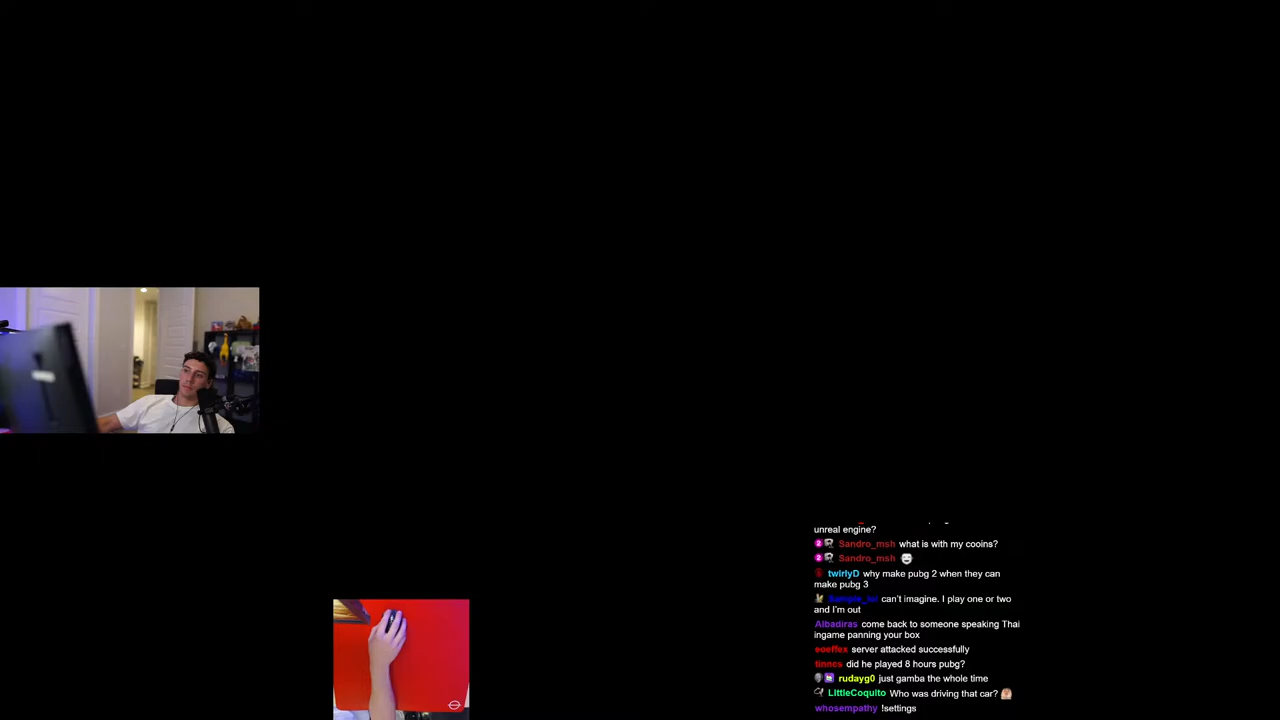 unreal engine?
Sandro_msh what is with my cooins?
Sandro_msh
twirlyD why make pubg 2 when they can
make pubg 3
can't imagine. I play one or two
and I'm out
Albadiras come back to someone speaking Thai
ingame panning your box
eoeffex server attacked successfully
tinncs did he played 8 hours pubg?
rudayg0 just gamba the whole time
LittleCoquito Who was driving that car?
whosempathy !settings